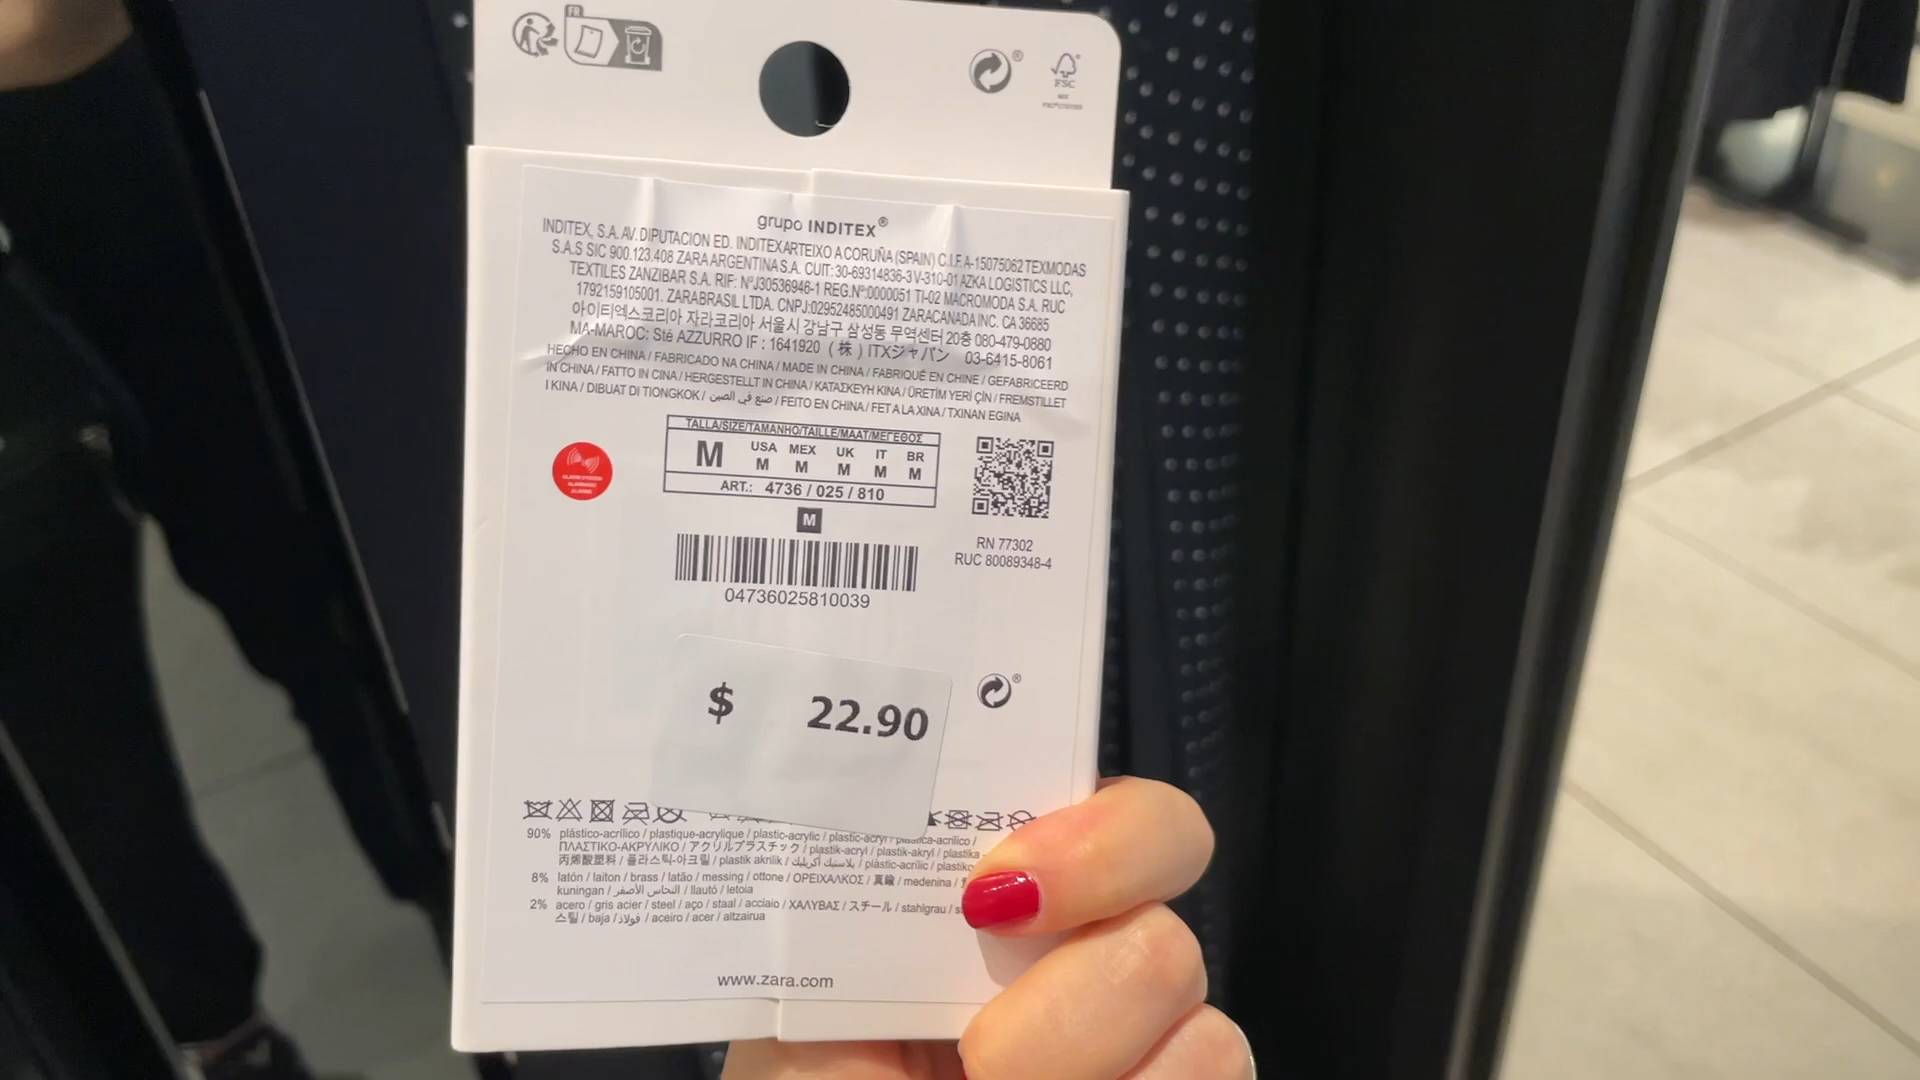 FR
FSC
grupo INDITEX®
INDITEX, S.A. AV. DIPUTACION ED. INDITEXARTEIXO A CORUÑA (SPAIN) C.I.F.A-15075062 TEXMODAS
S.A.S SIC 900.123.408 ZARA ARGENTINA S.A. CUIT: 30-69314836-3 V-310-01 AZKA LOGISTICS LLC,
TEXTILES ZANZIBAR S.A. RIF: NºJ30536946-1 REG.Nº:0000051 TI-02 MACROMODA S.A. RUC
1792159105001. ZARABRASIL LTDA. CNPJ:02952485000491 ZARACANADA INC. CA 36685
아이티엑스코리아 자라코리아 서울시 강남구 삼성동 무역센터 20층 080-479-0880
MA-MAROC: Sté AZZURRO IF : 1641920 (株) ITXジャパン 03-6415-8061
HECHO EN CHINA / FABRICADO NA CHINA / MADE IN CHINA / FABRIQUÉ EN CHINE / GEFABRICEERD
IN CHINA / FATTO IN CINA / HERGESTELLT IN CHINA / ΚΑΤΑΣΚΕΥΗ ΚΙΝΑ / ÜRETİM YERİ ÇİN / FREMSTILLET
I KINA / DIBUAT DI TIONGKOK / صنع في الصين / FEITO EN CHINA / FET A LA XINA / TXINAN EGINA
TALLA/SIZE/TAMANHO/TAILLE/MAAT/ΜΕΓΕΘΟΣ
M USA MEX UK IT BR
M M M M M
ART.: 4736 / 025 / 810
M
04736025810039
RN 77302
RUC 80089348-4
$ 22.90
90% plástico-acrílico / plastique-acrylique / plastic-acrylic / plastic-acryl / plastica-acrilico /
ΠΛΑΣΤΙΚΟ-ΑΚΡΥΛΙΚΟ / アクリルプラスチック / plastik-acryl / plastik-akryl / plastika
丙烯酸塑料 / 플라스틱-아크릴 / plastik akrilik / بلاستيك أكريليك / plàstic-acrílic /
8% latón / laiton / brass / latão / messing / ottone / ΟΡΕΙΧΑΛΚΟΣ / 真鍮 / medenina /
kuningan / النحاس الأصفر / llautó / letoia
2% acero / gris acier / steel / aço / staal / acciaio / ΧΑΛΥΒΑΣ / スチール / stahlgrau /
스틸 / baja / فولاذ / aceiro / acer / altzairua
www.zara.com